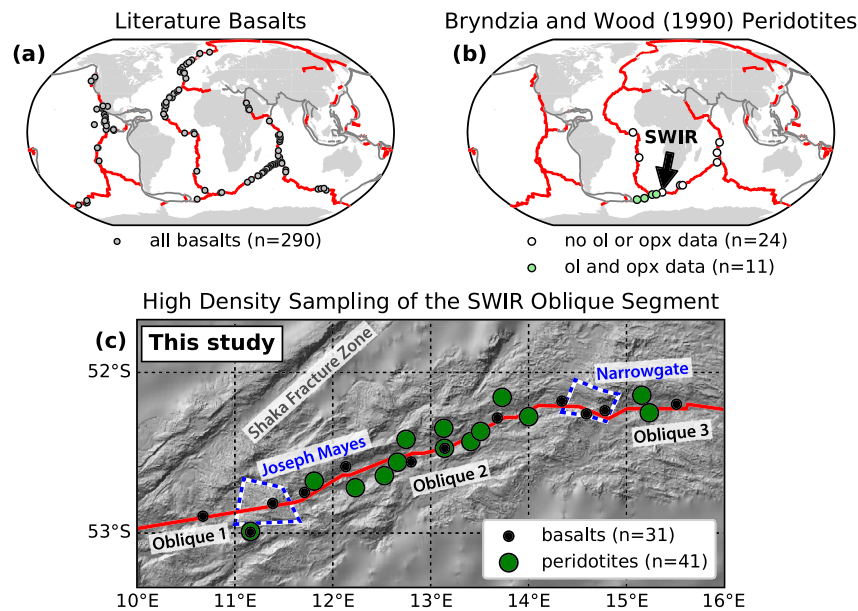 Literature Basalts
Bryndzia and Wood (1990) Peridotites
(a)
(b)
SWIR
all basalts (n=290)
no ol or opx data (n=24)
ol and opx data (n=11)
High Density Sampling of the SWIR Oblique Segment
(c)
This study
Shaka Fracture Zone
Narrowgate
52°S
Joseph Mayes
Oblique 3
Oblique 2
Oblique 1
53°S
basalts (n=31)
peridotites (n=41)
10°E 11°E 12°E 13°E 14°E 15°E 16°E